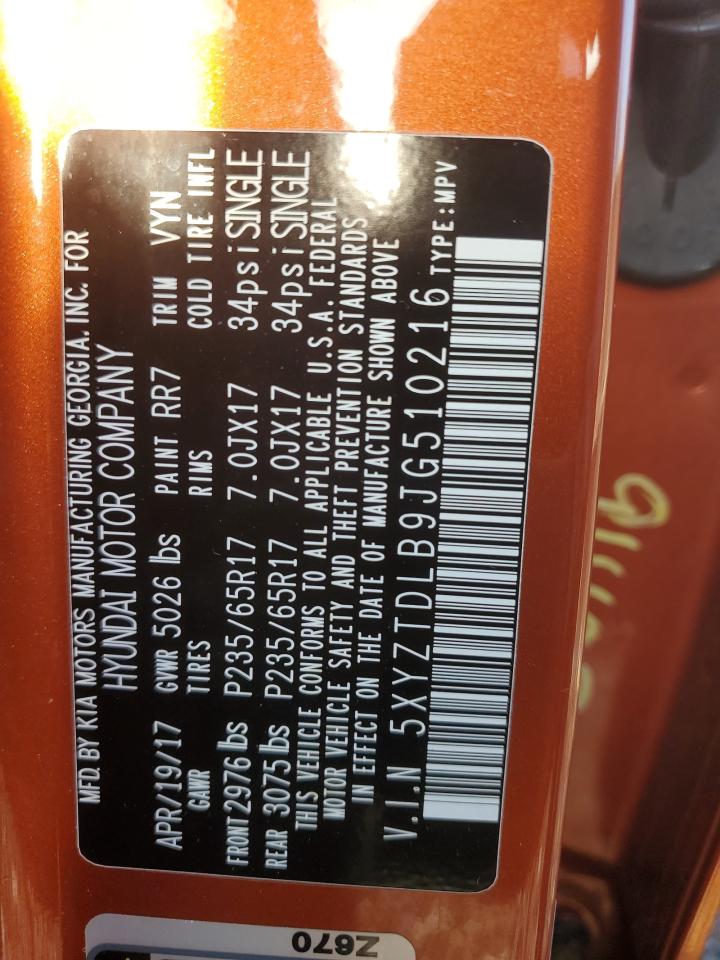 MFD. BY KIA MOTORS MANUFACTURING GEORGIA. INC. FOR
HYUNDAI MOTOR COMPANY
APR/19/17 GVWR 5026 lbs PAINT RR7 TRIM VYN
GAWR TIRES RIMS COLD TIRE INFL
FRONT 2976 lbs P235/65R17 7.0JX17 34psi SINGLE
REAR 3075 lbs P235/65R17 7.0JX17 34psi SINGLE
THIS VEHICLE CONFORMS TO ALL APPLICABLE U.S.A. FEDERAL
MOTOR VEHICLE SAFETY AND THEFT PREVENTION STANDARDS
IN EFFECT ON THE DATE OF MANUFACTURE SHOWN ABOVE
V.I.N 5XYZTDLB9JG510216 TYPE:MPV
Z670